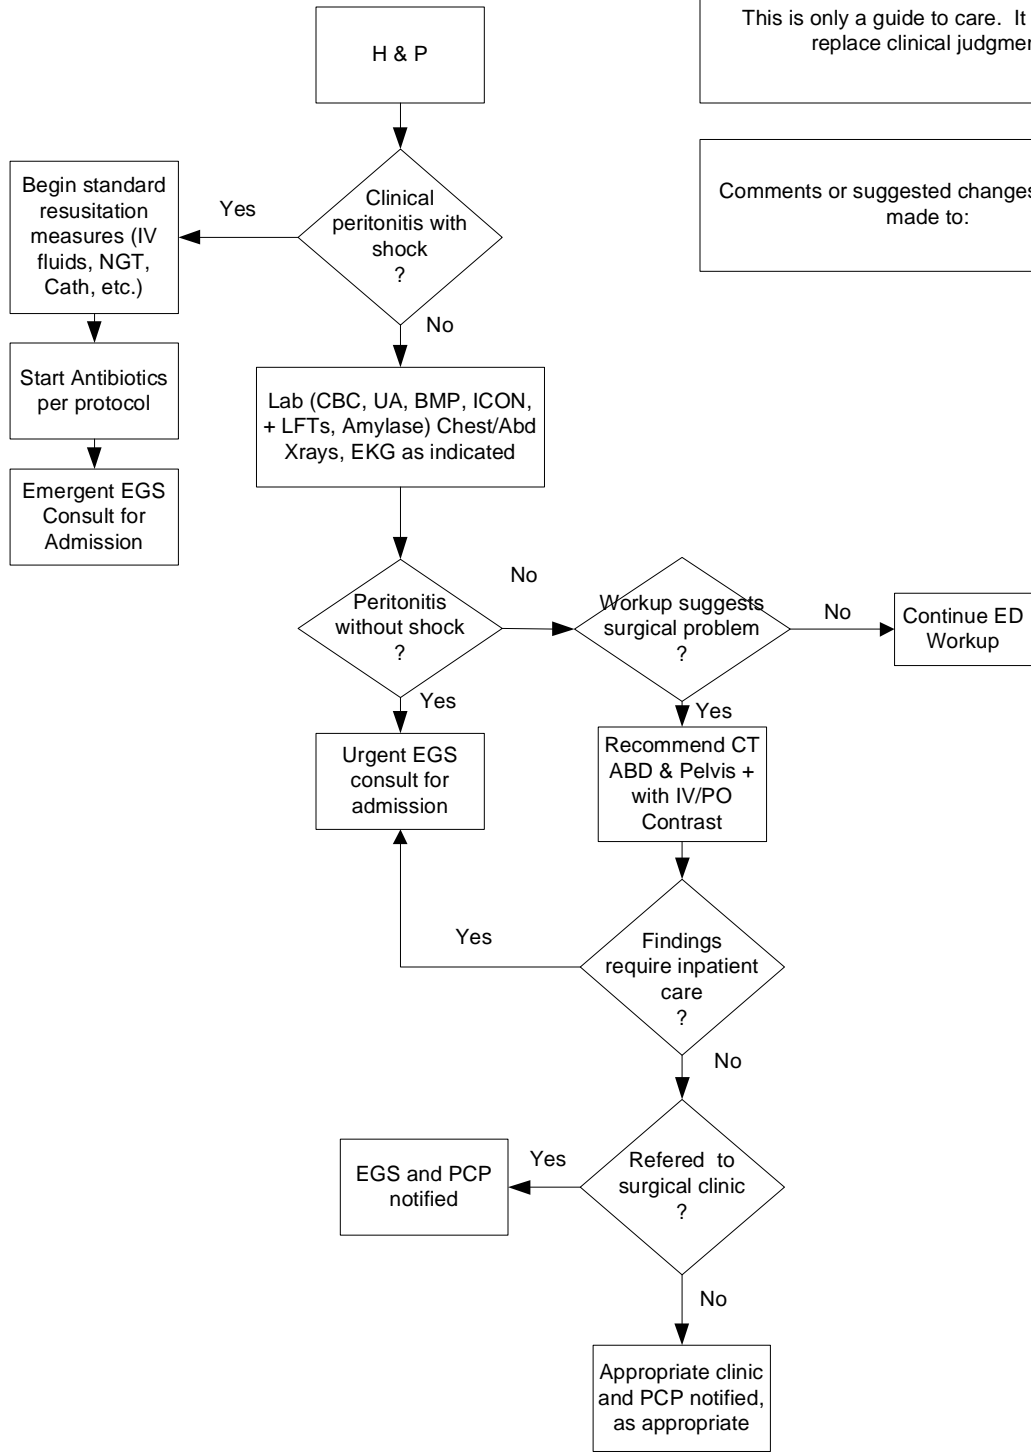 H & P
This is only a guide to care.  It
replace clinical
Comments or suggested changes
made to:
Clinical
peritonitis with
shock
?
Yes
Begin standard
resusitation
measures (IV
fluids, NGT,
Cath, etc.)
Start Antibiotics
per protocol
Emergent EGS
Consult for
Admission
No
Lab (CBC, UA, BMP, ICON,
+ LFTs, Amylase) Chest/Abd
Xrays, EKG as indicated
Peritonitis
without shock
?
No
Workup suggests
surgical problem
?
No
Continue ED
Workup
Yes
Urgent EGS
consult for
admission
Yes
Recommend CT
ABD & Pelvis +
with IV/PO
Contrast
Findings
require inpatient
care
?
Yes
No
Refered  to
surgical clinic
?
Yes
EGS and PCP
notified
No
Appropriate clinic
and PCP notified,
as appropriate